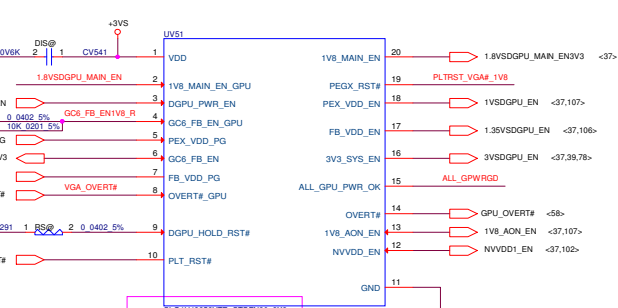 +3VS
UV51
DIS@
0V6K 2 1 CV541 1 VDD 1V8_MAIN_EN 20 1.8VSDGPU_MAIN_EN3V3 <37>
1.8VSDGPU_MAIN_EN 2 1V8_MAIN_EN_GPU PEGX_RST# 19 PLTRST_VGA#_1V8
N 3 DGPU_PWR_EN PEX_VDD_EN 18 1VSDGPU_EN <37,107>
0_0402_5% GC6_FB_EN1V8_R 4 GC6_FB_EN_GPU FB_VDD_EN 17 1.35VSDGPU_EN <37,106>
10K_0201_5%
G 5 PEX_VDD_PG
V3 6 GC6_FB_EN 3V3_SYS_EN 16 3VSDGPU_EN <37,39,78>
7 FB_VDD_PG ALL_GPU_PWR_OK 15 ALL_GPWRGD
# VGA_OVERT# 8 OVERT#_GPU OVERT# 14 GPU_OVERT# <58>
291 1 RS@ 2 0_0402_5% 9 DGPU_HOLD_RST# 1V8_AON_EN 13 1V8_AON_EN <37,107>
NVVDD_EN 12 NVVDD1_EN <37,102>
T# 10 PLT_RST#
GND 11